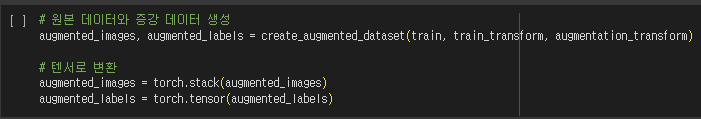 [ ] # 원본 데이터와 증강 데이터 생성
augmented_images, augmented_labels = create_augmented_dataset(train, train_transform, augmentation_transform)
# 텐서로 변환
augmented_images = torch.stack(augmented_images)
augmented_labels = torch.tensor(augmented_labels)